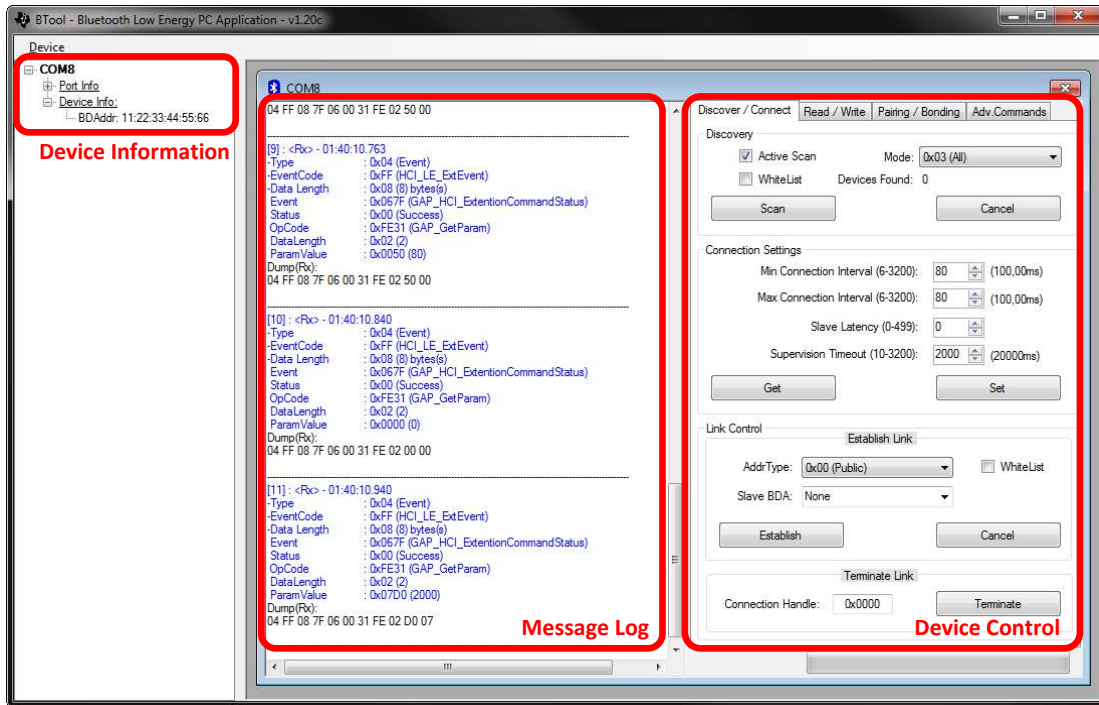 BTool - Bluetooth Low Energy PC Application - v1.20c
Device
COM8
Port Info
Device Info:
BDAddr: 11:22:33:44:55:66
Device Information
COM8
04 FF 08 7F 06 00 31 FE 02 50 00
[9] : <Rx> - 01:40:10.763
-Type : 0x04 (Event)
-EventCode : 0xFF (HCI_LE_ExtEvent)
-Data Length : 0x08 (8) bytes(s)
Event : 0x067F (GAP_HCI_ExtentionCommandStatus)
Status : 0x00 (Success)
OpCode : 0xFE31 (GAP_GetParam)
DataLength : 0x02 (2)
ParamValue : 0x0050 (80)
Dump(Rx):
04 FF 08 7F 06 00 31 FE 02 50 00
[10] : <Rx> - 01:40:10.840
-Type : 0x04 (Event)
-EventCode : 0xFF (HCI_LE_ExtEvent)
-Data Length : 0x08 (8) bytes(s)
Event : 0x067F (GAP_HCI_ExtentionCommandStatus)
Status : 0x00 (Success)
OpCode : 0xFE31 (GAP_GetParam)
DataLength : 0x02 (2)
ParamValue : 0x0000 (0)
Dump(Rx):
04 FF 08 7F 06 00 31 FE 02 00 00
[11] : <Rx> - 01:40:10.940
-Type : 0x04 (Event)
-EventCode : 0xFF (HCI_LE_ExtEvent)
-Data Length : 0x08 (8) bytes(s)
Event : 0x067F (GAP_HCI_ExtentionCommandStatus)
Status : 0x00 (Success)
OpCode : 0xFE31 (GAP_GetParam)
DataLength : 0x02 (2)
ParamValue : 0x07D0 (2000)
Dump(Rx):
04 FF 08 7F 06 00 31 FE 02 D0 07
Message Log
Discover / Connect Read / Write Pairing / Bonding Adv.Commands
Discovery
Active Scan Mode: 0x03 (All)
WhiteList Devices Found: 0
Scan Cancel
Connection Settings
Min Connection Interval (6-3200): 80 (100,00ms)
Max Connection Interval (6-3200): 80 (100,00ms)
Slave Latency (0-499): 0
Supervision Timeout (10-3200): 2000 (20000ms)
Get Set
Link Control
Establish Link
AddrType: 0x00 (Public) WhiteList
Slave BDA: None
Establish Cancel
Terminate Link
Connection Handle: 0x0000 Terminate
Device Control